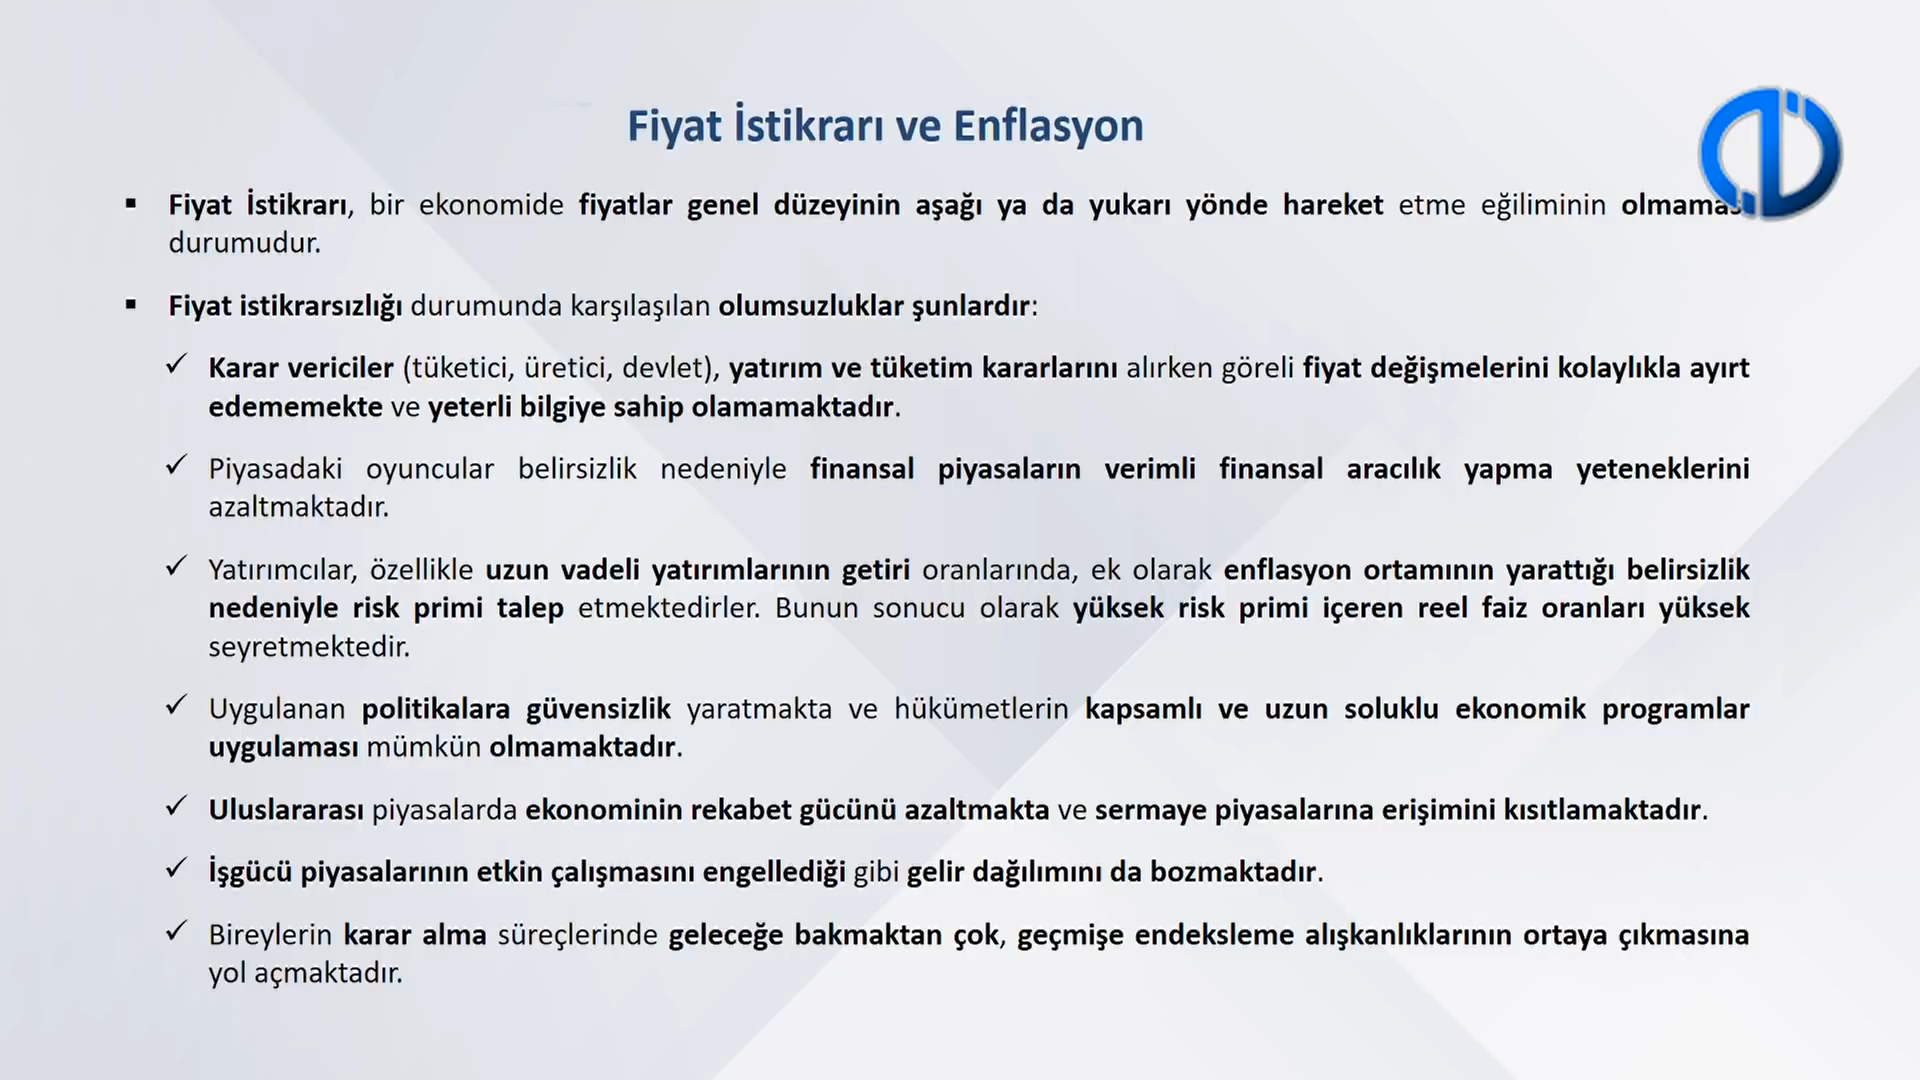 Fiyat İstikrarı ve Enflasyon
▪ Fiyat İstikrarı, bir ekonomide fiyatlar genel düzeyinin aşağı ya da yukarı yönde hareket etme eğiliminin
durumudur.
▪ Fiyat istikrarsızlığı durumunda karşılaşılan olumsuzluklar şunlardır:
✓ Karar vericiler (tüketici, üretici, devlet), yatırım ve tüketim kararlarını alırken göreli fiyat değişmelerini kolaylıkla ayırt
edememekte ve yeterli bilgiye sahip olamamaktadır.
✓ Piyasadaki oyuncular belirsizlik nedeniyle finansal piyasaların verimli finansal aracılık yapma yeteneklerini
azaltmaktadır.
✓ Yatırımcılar, özellikle uzun vadeli yatırımlarının getiri oranlarında, ek olarak enflasyon ortamının yarattığı belirsizlik
nedeniyle risk primi talep etmektedirler. Bunun sonucu olarak yüksek risk primi içeren reel faiz oranları yüksek
seyretmektedir.
✓ Uygulanan politikalara güvensizlik yaratmakta ve hükümetlerin kapsamlı ve uzun soluklu ekonomik programlar
uygulaması mümkün olmamaktadır.
✓ Uluslararası piyasalarda ekonominin rekabet gücünü azaltmakta ve sermaye piyasalarına erişimini kısıtlamaktadır.
✓ İşgücü piyasalarının etkin çalışmasını engellediği gibi gelir dağılımını da bozmaktadır.
✓ Bireylerin karar alma süreçlerinde geleceğe bakmaktan çok, geçmişe endeksleme alışkanlıklarının ortaya çıkmasına
yol açmaktadır.